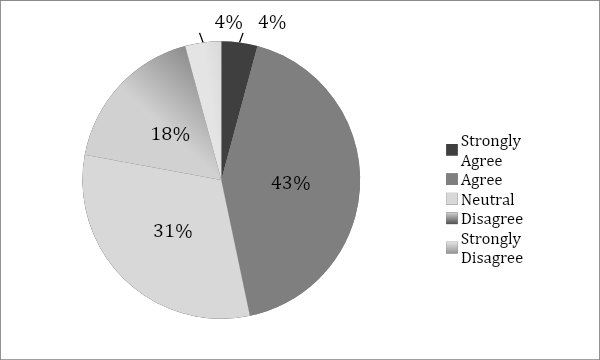 4% 4%
18%
43%
31%
Strongly
Agree
Agree
Neutral
Disagree
Strongly
Disagree